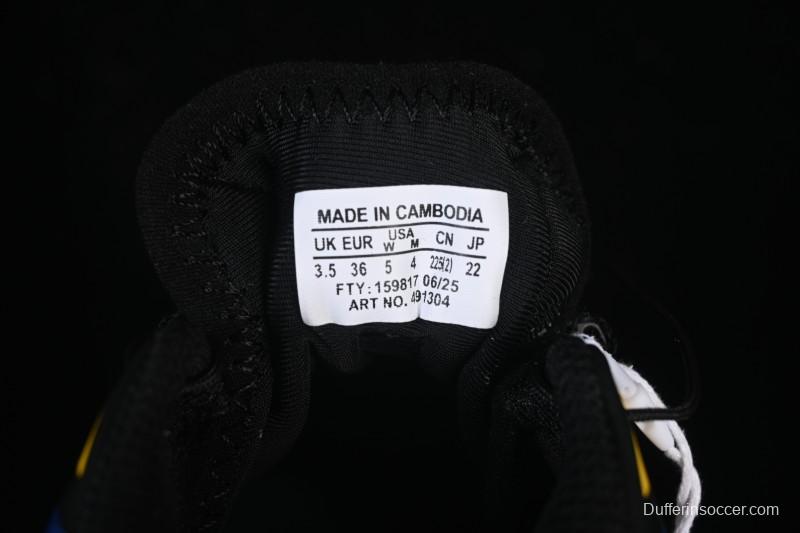 MADE IN CAMBODIA
UK EUR USA W M CN JP
3.5 36 5 4 225(2) 22
FTY: 159817 06/25
ART NO. 491304
Dufferinsoccer.com